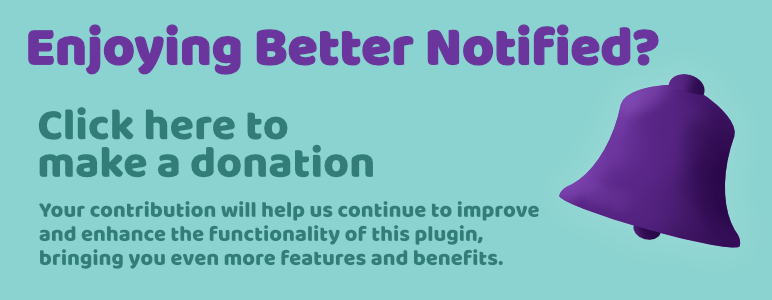 Enjoying Better Notified?
Click here to
make a donation
Your contribution will help us continue to improve
and enhance the functionality of this plugin,
bringing you even more features and benefits.